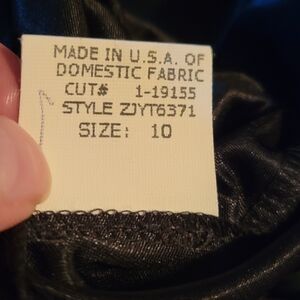 MADE IN U.S.A. OF
DOMESTIC FABRIC
CUT# 1-19155
STYLE ZJYT6371
SIZE: 10